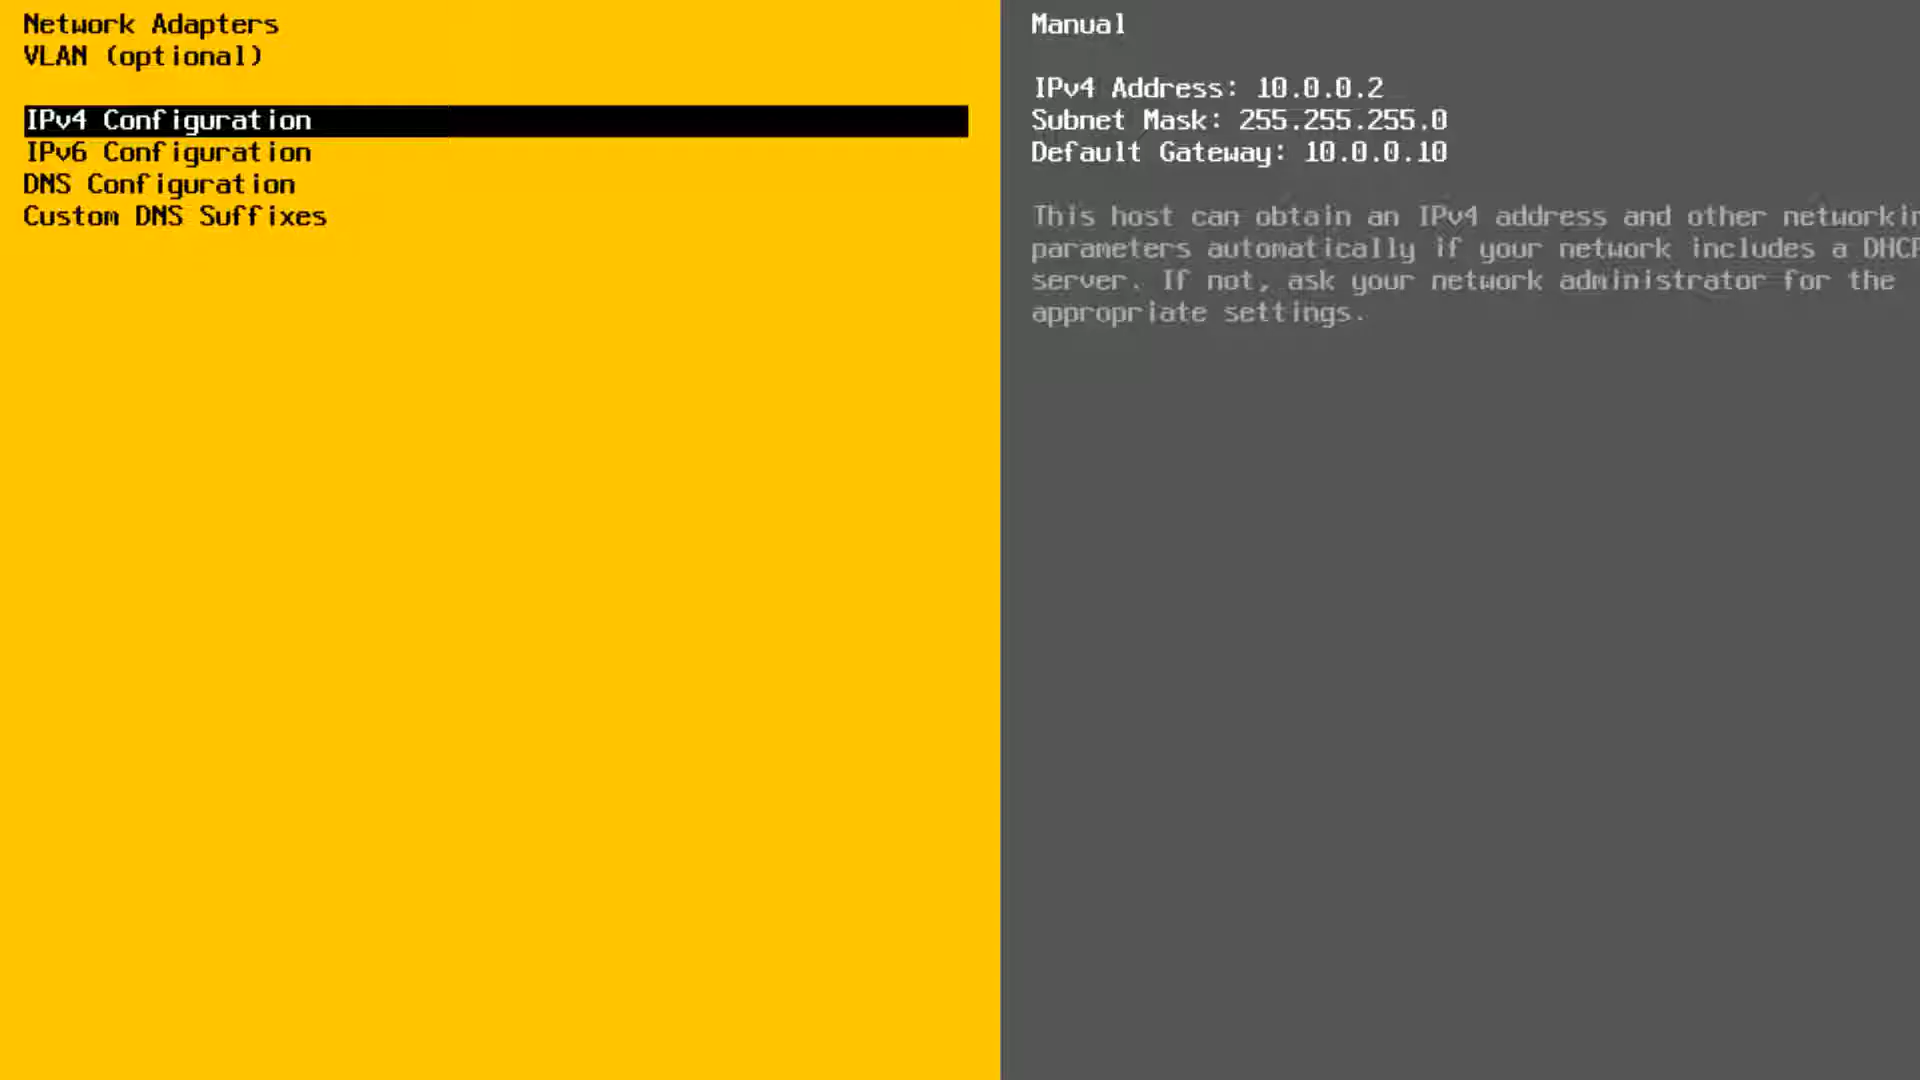 Network Adapters
VLAN (optional)
IPv4 Configuration
IPv6 Configuration
DNS Configuration
Custom DNS Suffixes
Manual
IPv4 Address: 10.0.0.2
Subnet Mask: 255.255.255.0
Default Gateway: 10.0.0.10
This host can obtain an IPv4 address and other
parameters automatically if your network includes a
server. If not, ask your network administrator for the
appropriate settings.